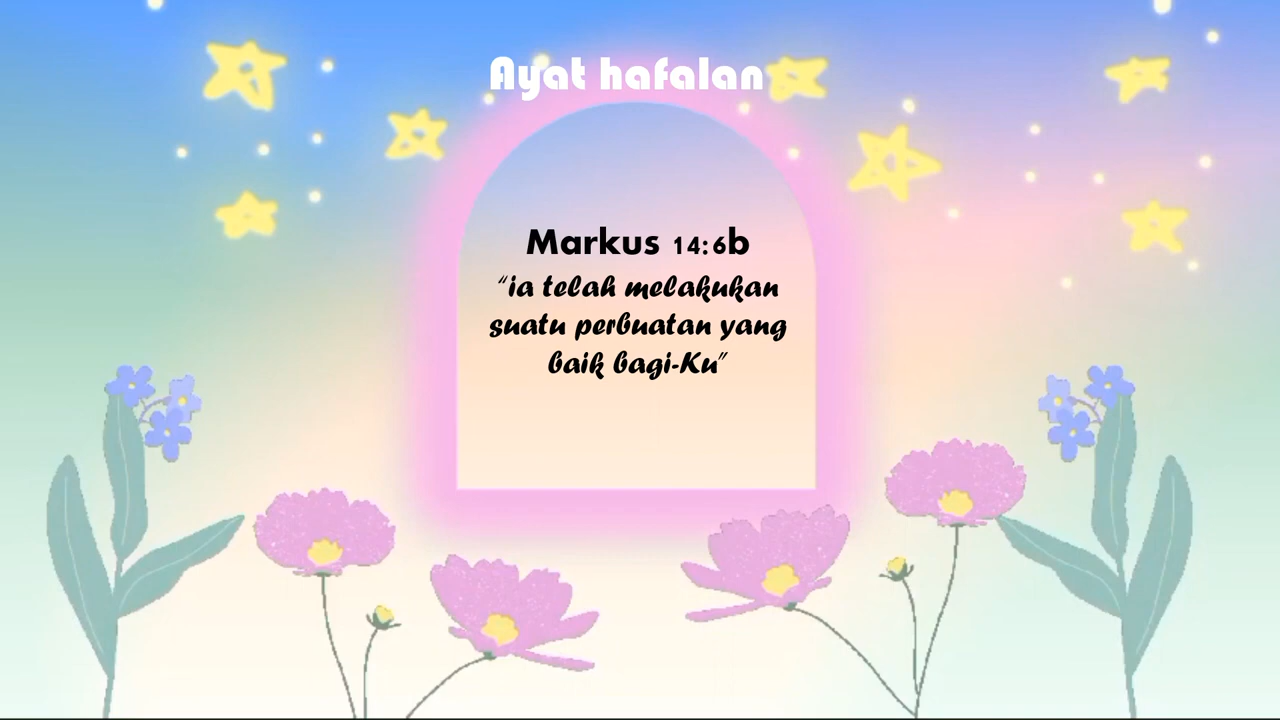 Ayat hafalan
Markus 14:6b
“ia telah melakukan
suatu perbuatan yang
baik bagi-Ku”